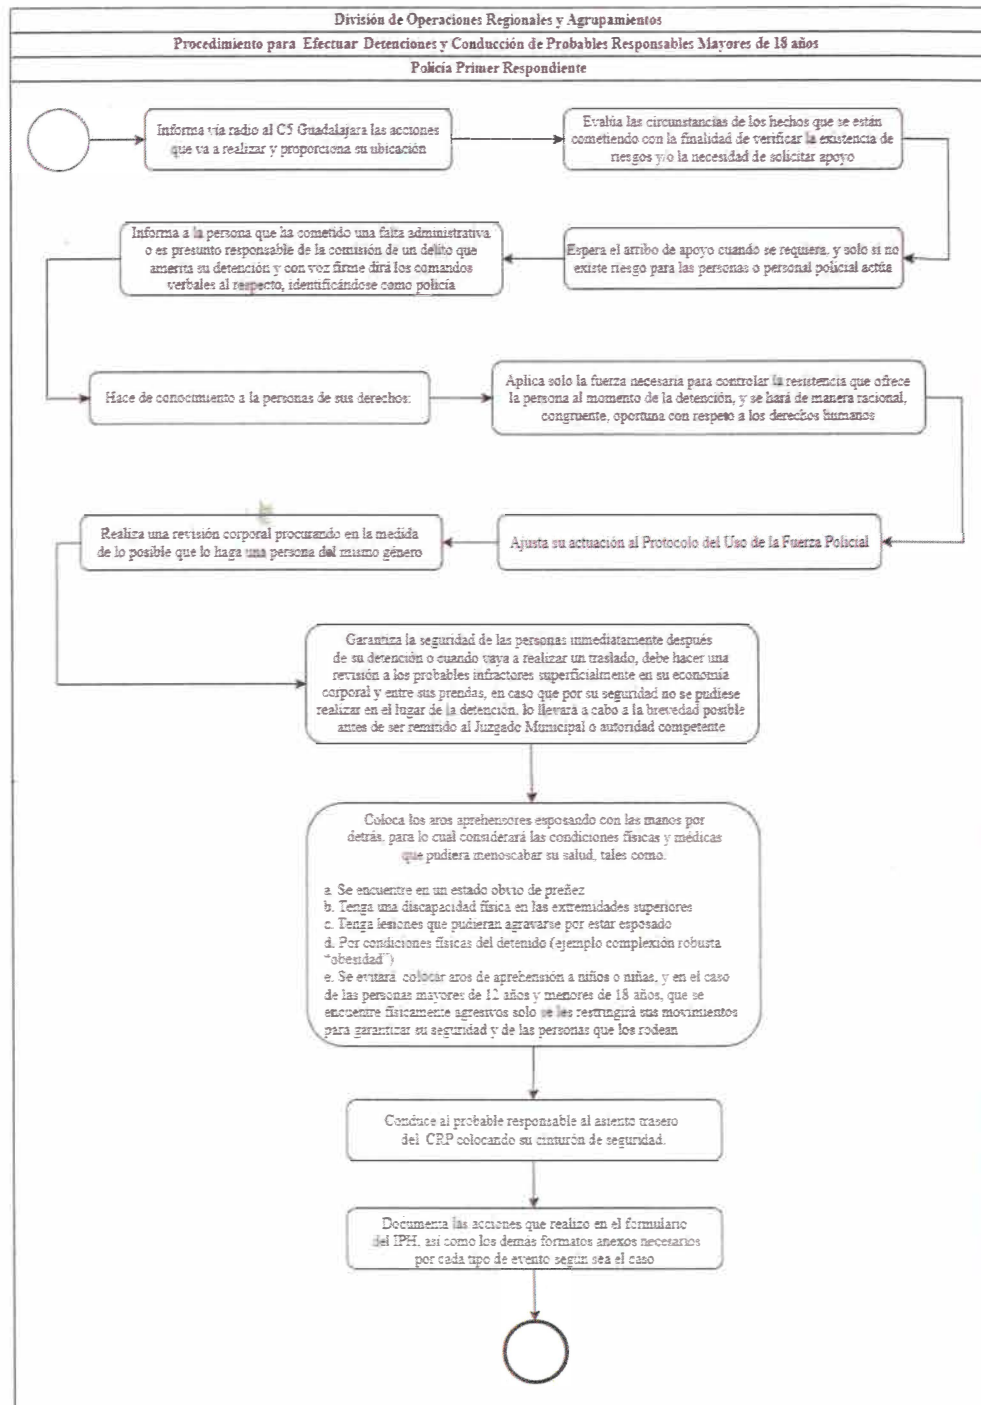 División de Operaciones Regionales y Agrupamientos
Procedimiento para Efectuar Detenciones y Conducción de Probables Responsables Mayores de 18 años
Policía Primer Respondiente
Informa vía radio al C5 Guadalajara las acciones
que va a realizar y proporciona su ubicación
Evalúa las circunstancias de los hechos que se están
cometiendo con la finalidad de verificar la existencia de
riesgos y/o la necesidad de solicitar apoyo
Informa a la persona que ha cometido una falta administrativa
o es presunto responsable de la comisión de un delito que
amerita su detención y con voz firme dirá los comandos
verbales al respecto, identificándose como policía
Espera el arribo de apoyo cuando se requiera, y solo si no
existe riesgo para las personas o personal policial actúa
Hace de conocimiento a la personas de sus derechos:
Aplica solo la fuerza necesaria para controlar la resistencia que ofrece
la persona al momento de la detención, y se hará de manera racional,
congruente, oportuna con respeto a los derechos humanos
Realiza una revisión corporal procurando en la medida
de lo posible que lo haga una persona del mismo género
Ajusta su actuación al Protocolo del Uso de la Fuerza Policial
Garantiza la seguridad de las personas inmediatamente después
de su detención o cuando vaya a realizar un traslado, debe hacer una
revisión a los probables infractores superficialmente en su economía
corporal y entre sus prendas, en caso que por su seguridad no se pudiese
realizar en el lugar de la detención, lo llevará a cabo a la brevedad posible
antes de ser remitido al Juzgado Municipal o autoridad competente
Coloca los aros aprehensores esposando con las manos por
detrás, para lo cual considerará las condiciones físicas y médicas
que pudiera menoscabar su salud, tales como:
a. Se encuentre en un estado obvio de preñez
b. Tenga una discapacidad física en las extremidades superiores
c. Tenga lesiones que pudieran agravarse por estar esposado
d. Por condiciones físicas del detenido (ejemplo complexión robusta
"obesidad")
e. Se evitará colocar aros de aprehensión a niños o niñas, y en el caso
de las personas mayores de 12 años y menores de 18 años, que se
encuentre físicamente agresivos solo se les restringirá sus movimientos
para garantizar su seguridad y de las personas que los rodean
Conduce al probable responsable al asiento trasero
del CRP colocando su cinturón de seguridad.
Documenta las acciones que realizo en el formulario
del IPH, así como los demás formatos anexos necesarios
por cada tipo de evento según sea el caso